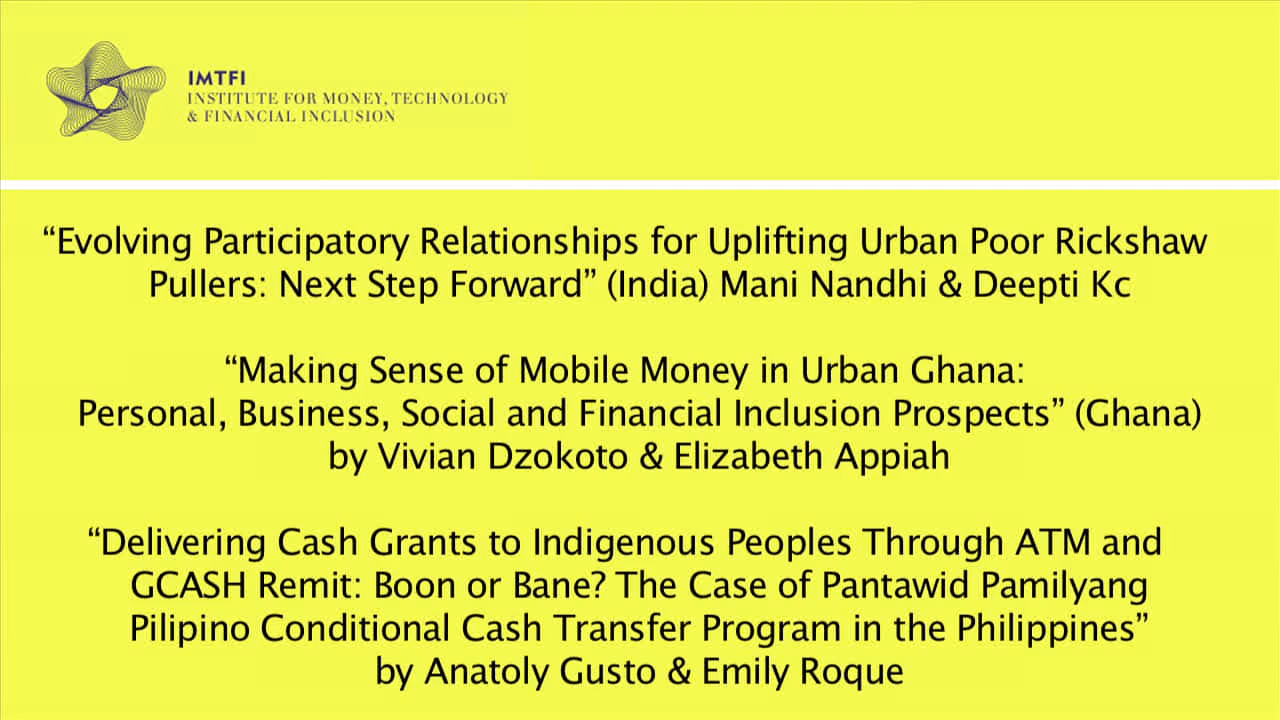 IMTFI
INSTITUTE FOR MONEY, TECHNOLOGY
& FINANCIAL INCLUSION
“Evolving Participatory Relationships for Uplifting Urban Poor Rickshaw
Pullers: Next Step Forward” (India) Mani Nandhi & Deepti Kc
“Making Sense of Mobile Money in Urban Ghana:
Personal, Business, Social and Financial Inclusion Prospects” (Ghana)
by Vivian Dzokoto & Elizabeth Appiah
“Delivering Cash Grants to Indigenous Peoples Through ATM and
GCASH Remit: Boon or Bane? The Case of Pantawid Pamilyang
Pilipino Conditional Cash Transfer Program in the Philippines”
by Anatoly Gusto & Emily Roque